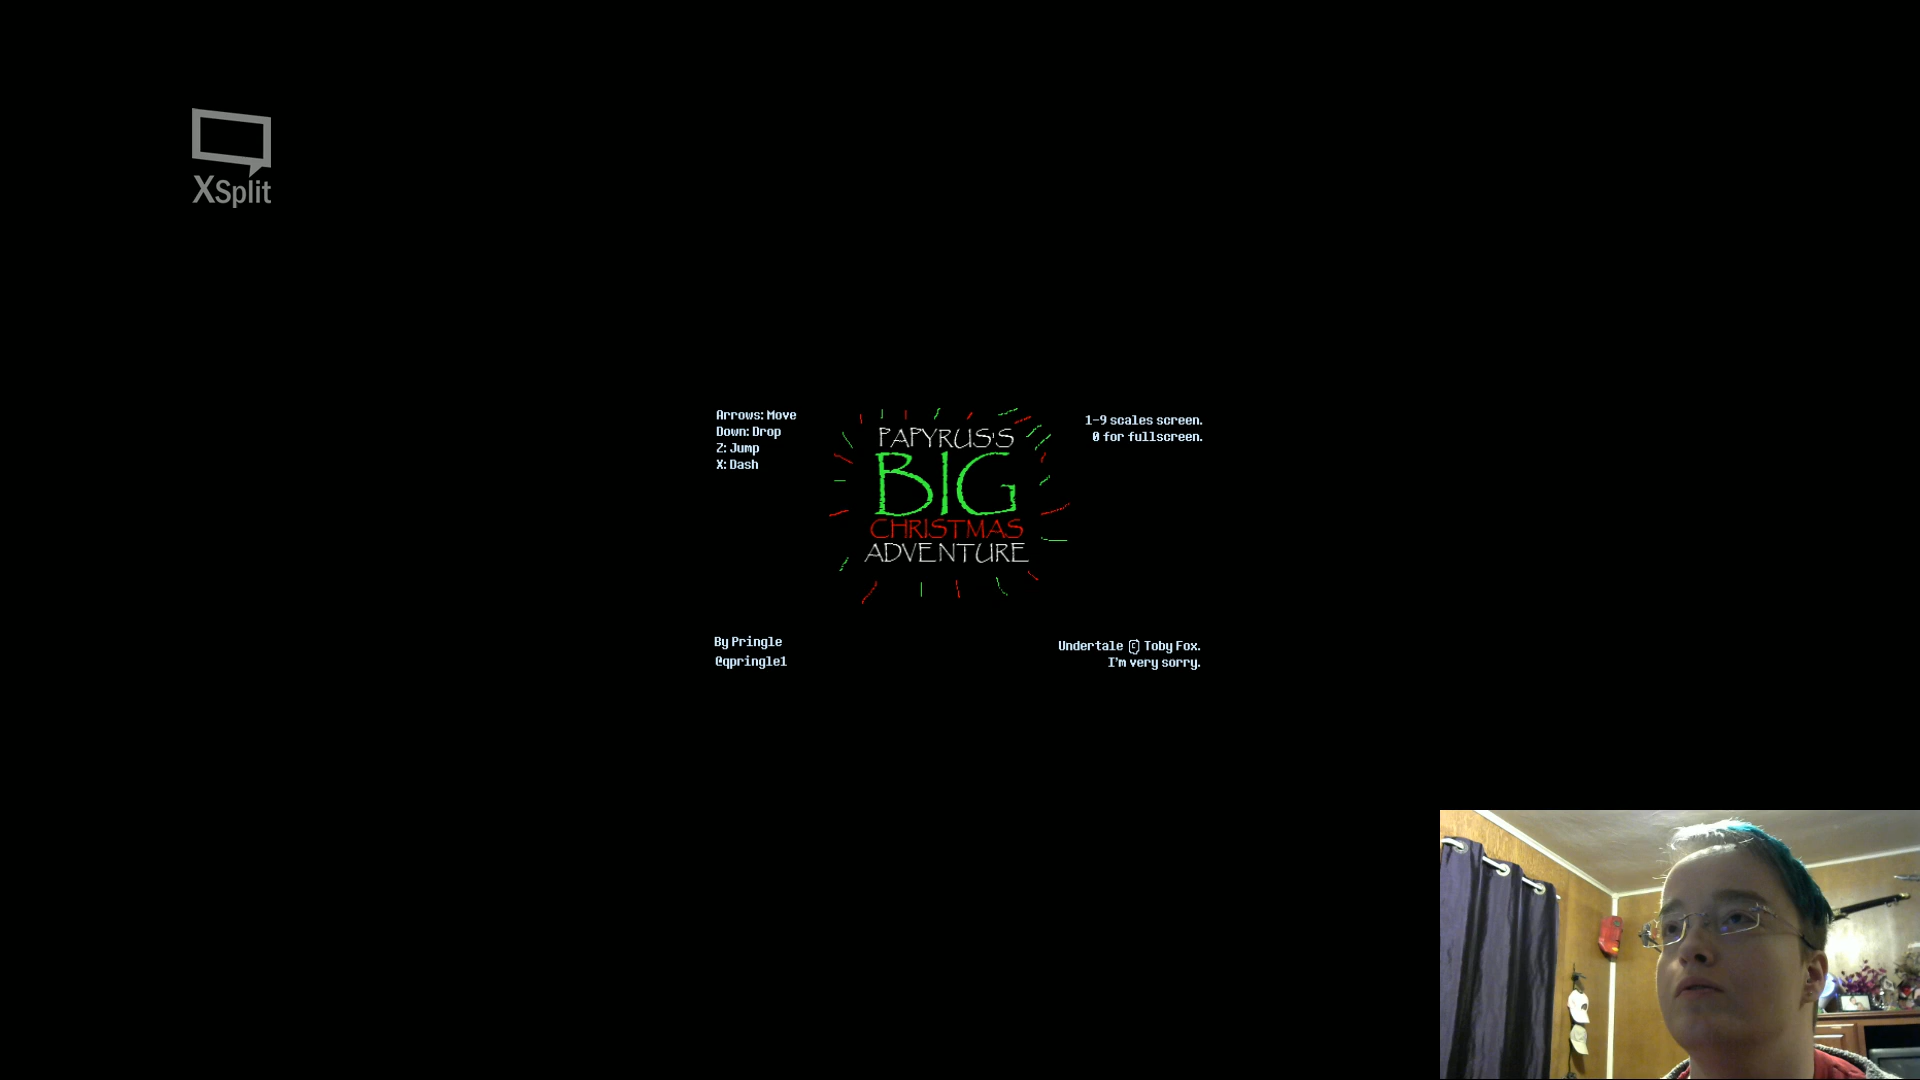 XSplit
Arrows: Move
Down: Drop
Z: Jump
X: Dash
PAPYRUS'S
BIG
CHRISTMAS
ADVENTURE
1-9 scales screen.
0 for fullscreen.
By Pringle
@qpringle1
Undertale © Toby Fox.
I'm very sorry.